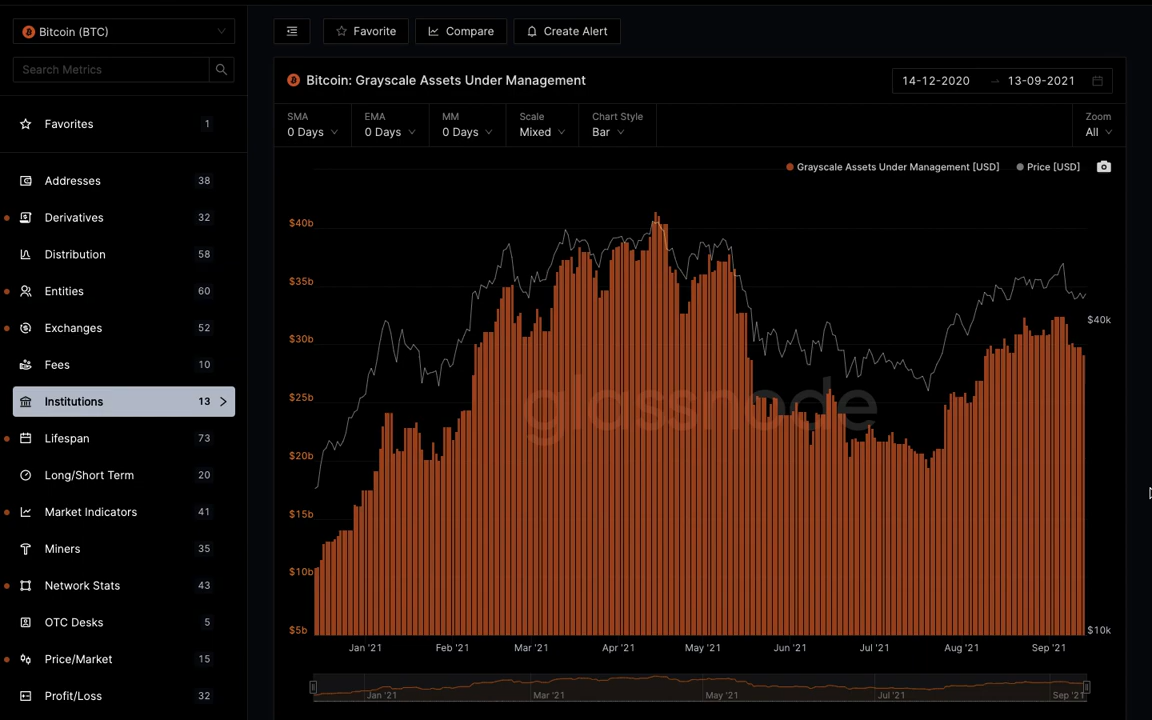 Bitcoin (BTC)
Search Metrics
Favorites 1
Addresses 38
Derivatives 32
Distribution 58
Entities 60
Exchanges 52
Fees 10
Institutions 13
Lifespan 73
Long/Short Term 20
Market Indicators 41
Miners 35
Network Stats 43
OTC Desks 5
Price/Market 15
Profit/Loss 32
Favorite Compare Create Alert
Bitcoin: Grayscale Assets Under Management 14-12-2020 → 13-09-2021
SMA EMA MM Scale Chart Style Zoom
0 Days 0 Days 0 Days Mixed Bar All
Grayscale Assets Under Management [USD] Price [USD]
$40b
$35b
$40k
$30b
$25b
glassnode
$20b
$15b
$10b
$5b $10k
Jan '21 Feb '21 Mar '21 Apr '21 May '21 Jun '21 Jul '21 Aug '21 Sep '21
Jan '21 Mar '21 May '21 Jul '21 Sep '21